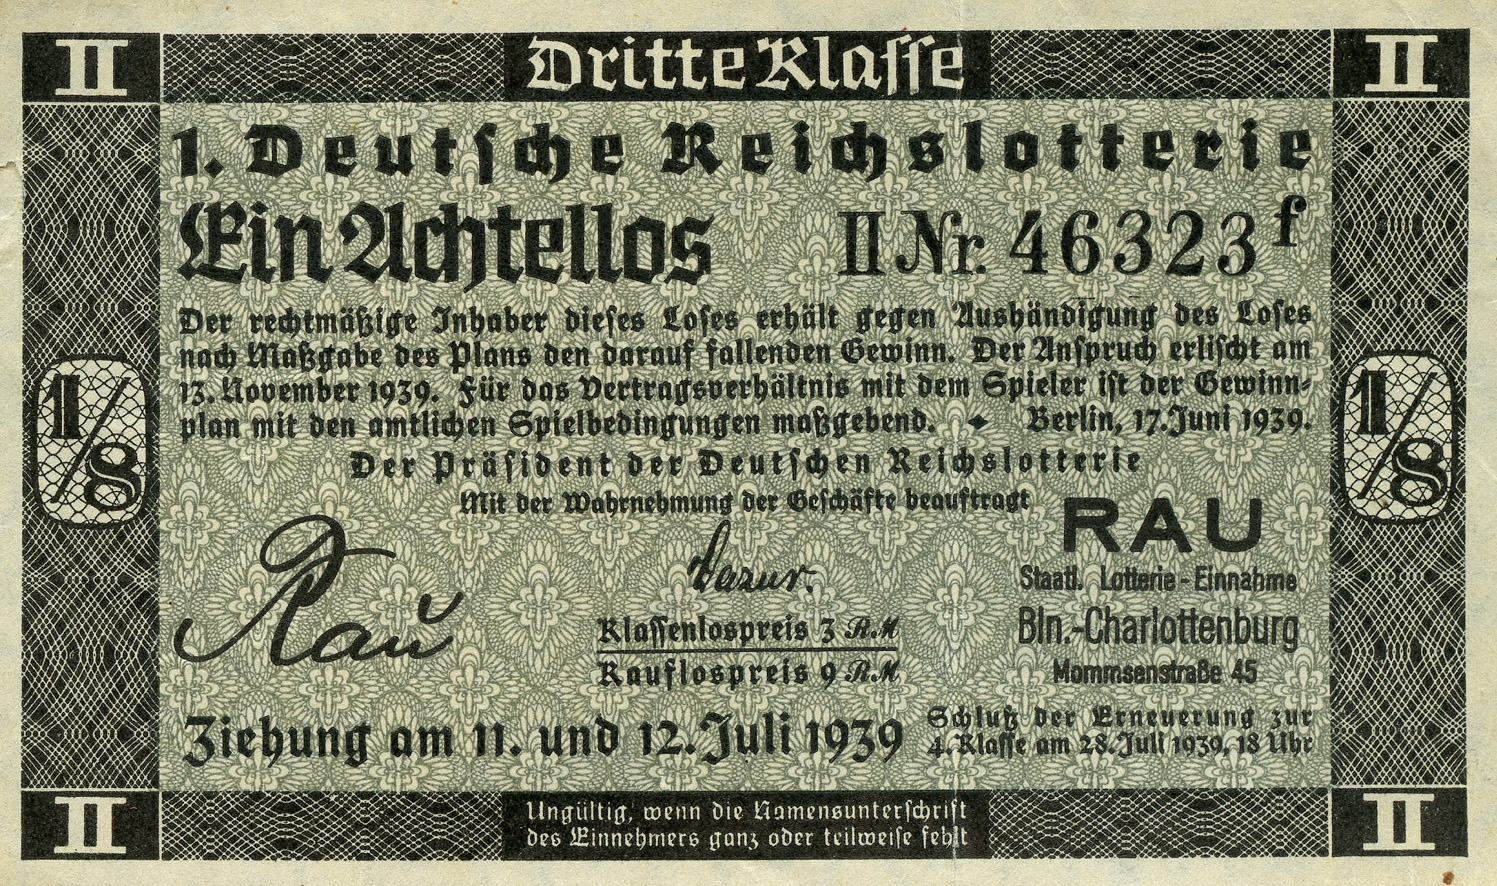 II Dritte Klasse II
1. Deutsche Reichslotterie
Ein Achtellos II Nr. 46323 f
Der rechtmäßige Inhaber dieses Loses erhält gegen Aushändigung des Loses
nach Maßgabe des Plans den darauf fallenden Gewinn. Der Anspruch erlischt am
13. November 1939. Für das Vertragsverhältnis mit dem Spieler ist der Gewinn-
plan mit den amtlichen Spielbedingungen maßgebend. Berlin, 17. Juni 1939.
1/8 1/8
Der Präsident der Deutschen Reichslotterie
Mit der Wahrnehmung der Geschäfte beauftragt
Rau
RAU
Staatl. Lotterie-Einnahme
Bln.-Charlottenburg
Mommsenstraße 45
Klassenlospreis 3 RM
Kauflospreis 9 RM
Ziehung am 11. und 12. Juli 1939
Schluß der Erneuerung zur
4. Klasse am 28. Juli 1939, 18 Uhr
II II
Ungültig, wenn die Namensunterschrift
des Einnehmers ganz oder teilweise fehlt